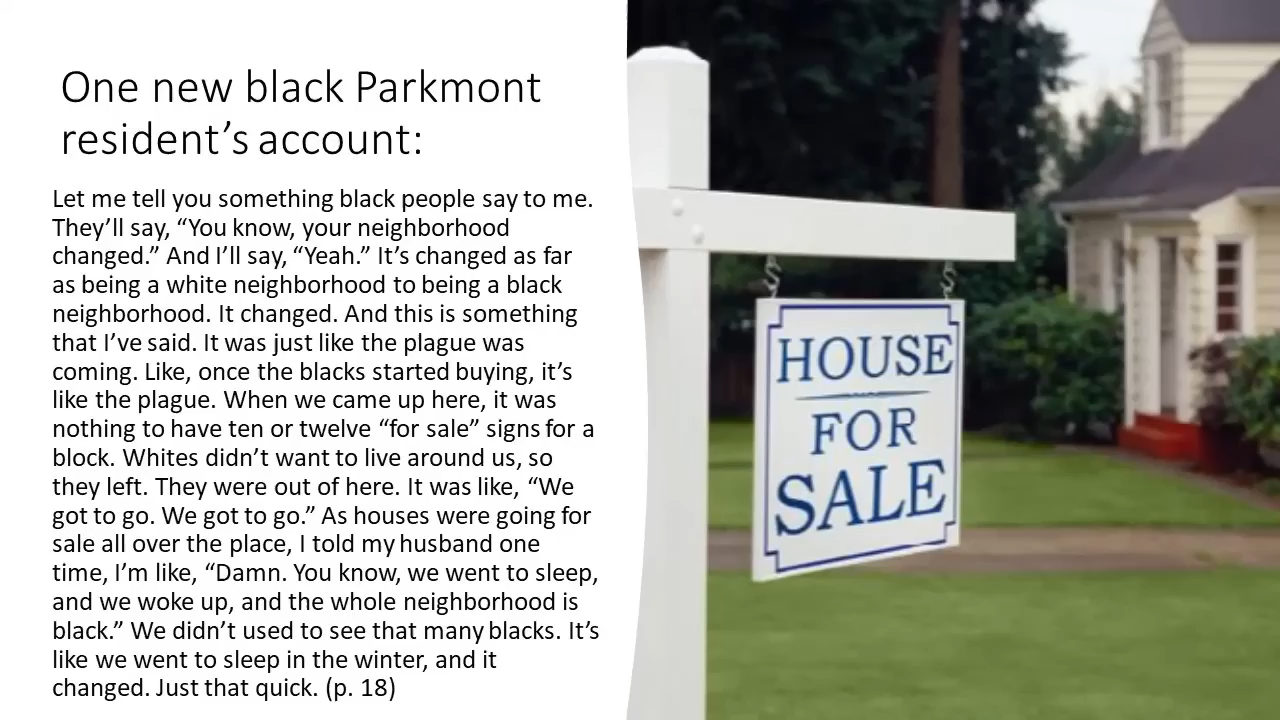 One new black Parkmont
resident’s account:
Let me tell you something black people say to me.
They’ll say, “You know, your neighborhood
changed.” And I’ll say, “Yeah.” It’s changed as far
as being a white neighborhood to being a black
neighborhood. It changed. And this is something
that I’ve said. It was just like the plague was
coming. Like, once the blacks started buying, it’s
like the plague. When we came up here, it was
nothing to have ten or twelve “for sale” signs for a
block. Whites didn’t want to live around us, so
they left. They were out of here. It was like, “We
got to go. We got to go.” As houses were going for
sale all over the place, I told my husband one
time, I’m like, “Damn. You know, we went to sleep,
and we woke up, and the whole neighborhood is
black.” We didn’t used to see that many blacks. It’s
like we went to sleep in the winter, and it
changed. Just that quick. (p. 18)
HOUSE
FOR
SALE